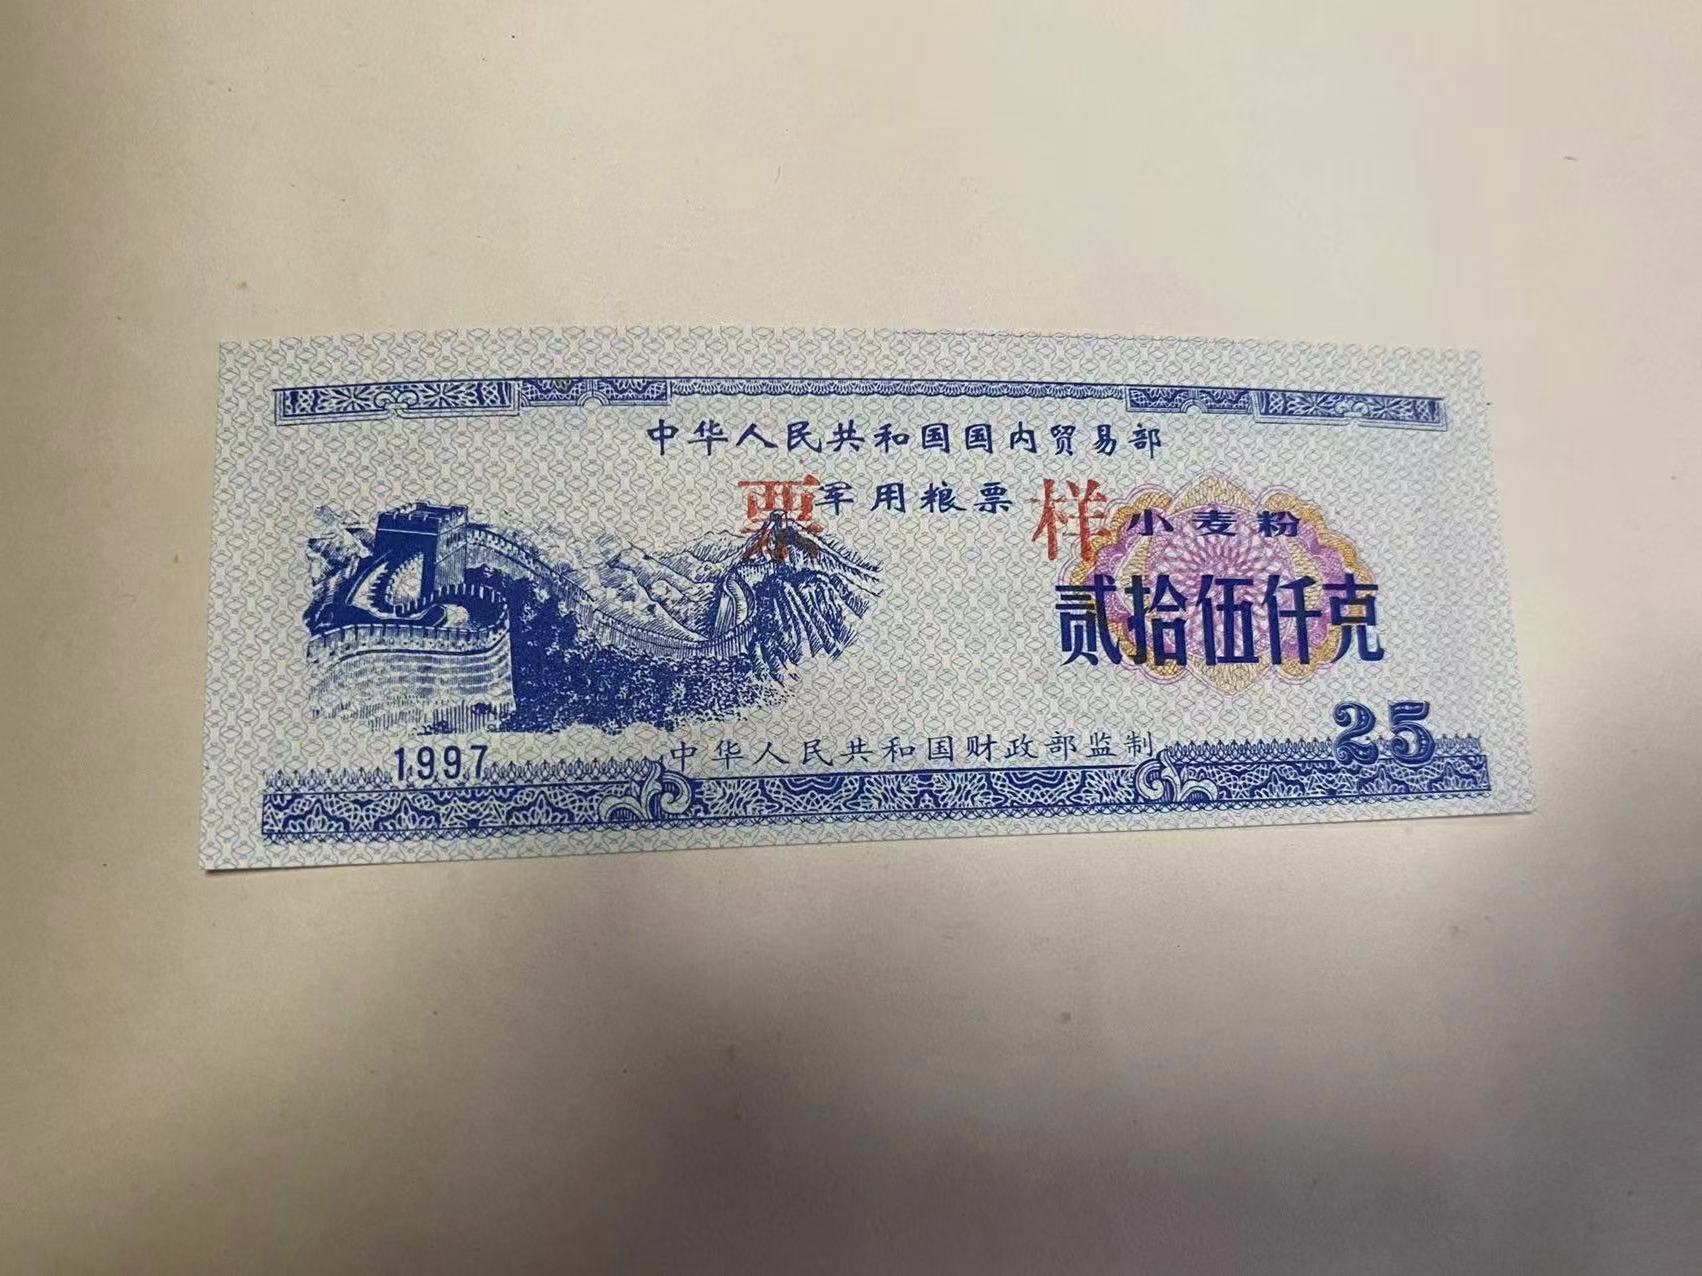 中华人民共和国国内贸易部
军用粮票
票样
小麦粉
贰拾伍仟克
25
1997
中华人民共和国财政部监制